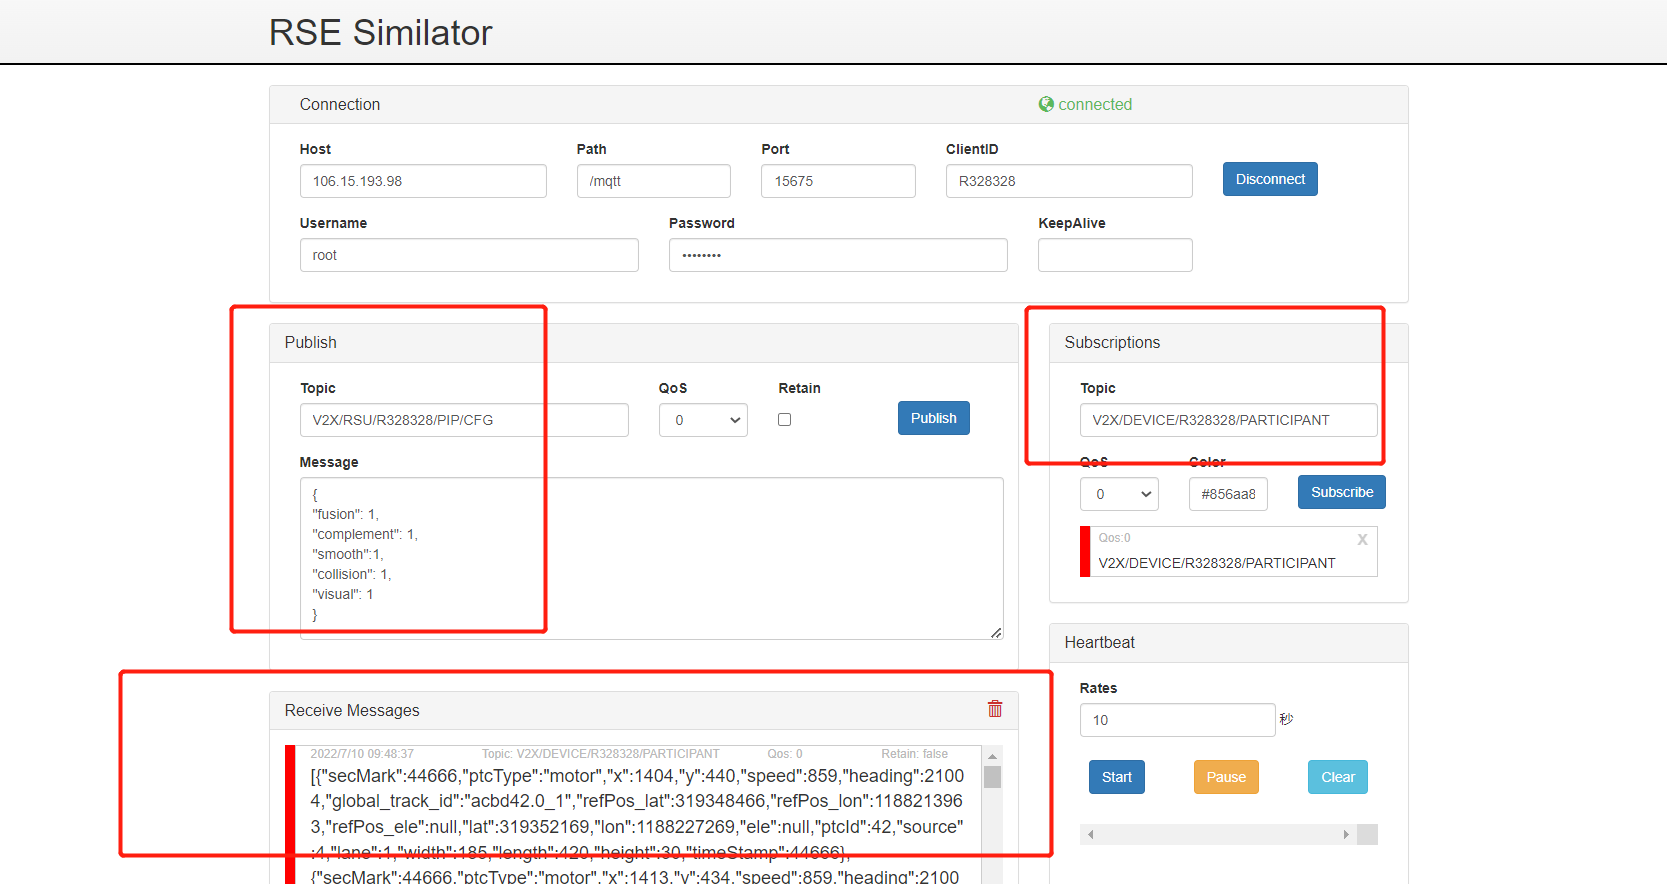 RSE Similator
Connection
connected
Host
Path
Port
ClientID
106.15.193.98
/mqtt
15675
R328328
Disconnect
Username
Password
KeepAlive
root
••••••••
Publish
Topic
QoS
Retain
V2X/RSU/R328328/PIP/CFG
0
Publish
Message
{
"fusion": 1,
"complement": 1,
"smooth":1,
"collision": 1,
"visual": 1
}
Subscriptions
Topic
V2X/DEVICE/R328328/PARTICIPANT
QoS
Color
0
#856aa8
Subscribe
Qos:0
X
V2X/DEVICE/R328328/PARTICIPANT
Heartbeat
Rates
10
秒
Start
Pause
Clear
Receive Messages
2022/7/10 09:48:37
Topic: V2X/DEVICE/R328328/PARTICIPANT
Qos: 0
Retain: false
[{"secMark":44666,"ptcType":"motor","x":1404,"y":440,"speed":859,"heading":2100
4,"global_track_id":"acbd42.0_1","refPos_lat":319348466,"refPos_lon":118821396
3,"refPos_ele":null,"lat":319352169,"lon":1188227269,"ele":null,"ptcId":42,"source"
:4,"lane":1,"width":185,"length":420,"height":30,"timeStamp":44666},
{"secMark":44666,"ptcType":"motor","x":1413,"y":434,"speed":859,"heading":2100